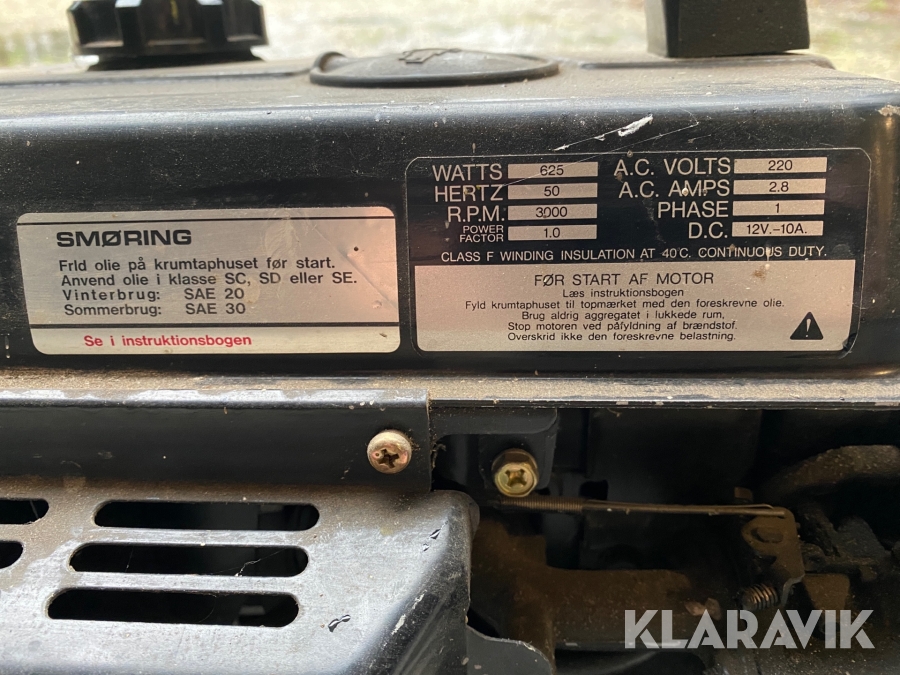 WATTS 625
HERTZ 50
R.P.M. 3000
POWER FACTOR 1.0
A.C. VOLTS 220
A.C. AMPS 2.8
PHASE 1
D.C. 12V.-10A.
CLASS F WINDING INSULATION AT 40°C. CONTINUOUS DUTY.
FØR START AF MOTOR
Læs instruktionsbogen
Fyld krumtaphuset til topmærket med den foreskrevne olie.
Brug aldrig aggregatet i lukkede rum,
Stop motoren ved påfyldning af brændstof.
Overskrid ikke den foreskrevne belastning.
SMØRING
Frld olie på krumtaphuset før start.
Anvend olie i klasse SC, SD eller SE.
Vinterbrug: SAE 20
Sommerbrug: SAE 30
Se i instruktionsbogen
KLARAVIK